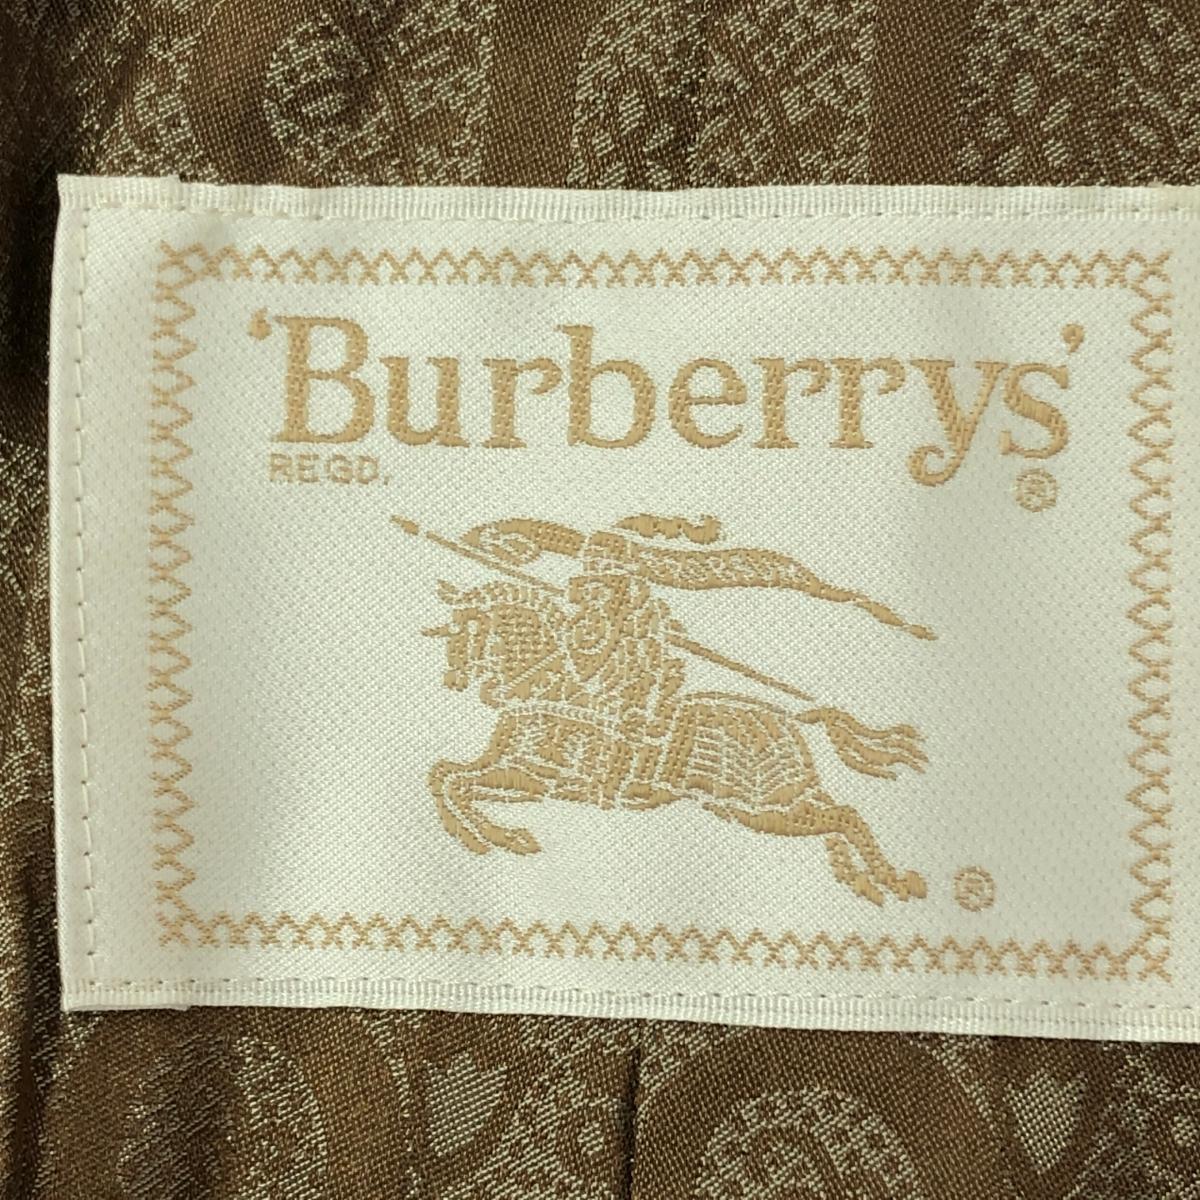 ‘Burberrys’
REGD. ®
®